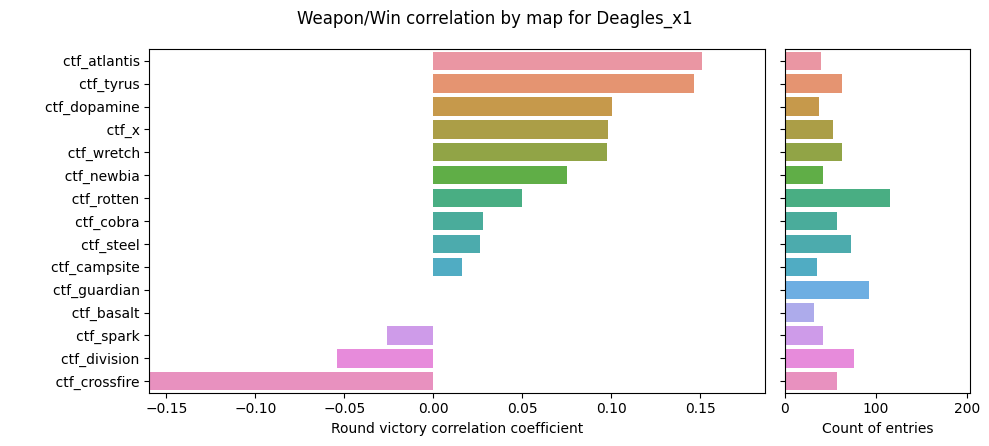 Weapon/Win correlation by map for Deagles_x1
ctf_atlantis
ctf_tyrus
ctf_dopamine
ctf_x
ctf_wretch
ctf_newbia
ctf_rotten
ctf_cobra
ctf_steel
ctf_campsite
ctf_guardian
ctf_basalt
ctf_spark
ctf_division
ctf_crossfire
−0.15 −0.10 −0.05 0.00 0.05 0.10 0.15
Round victory correlation coefficient
0 100 200
Count of entries